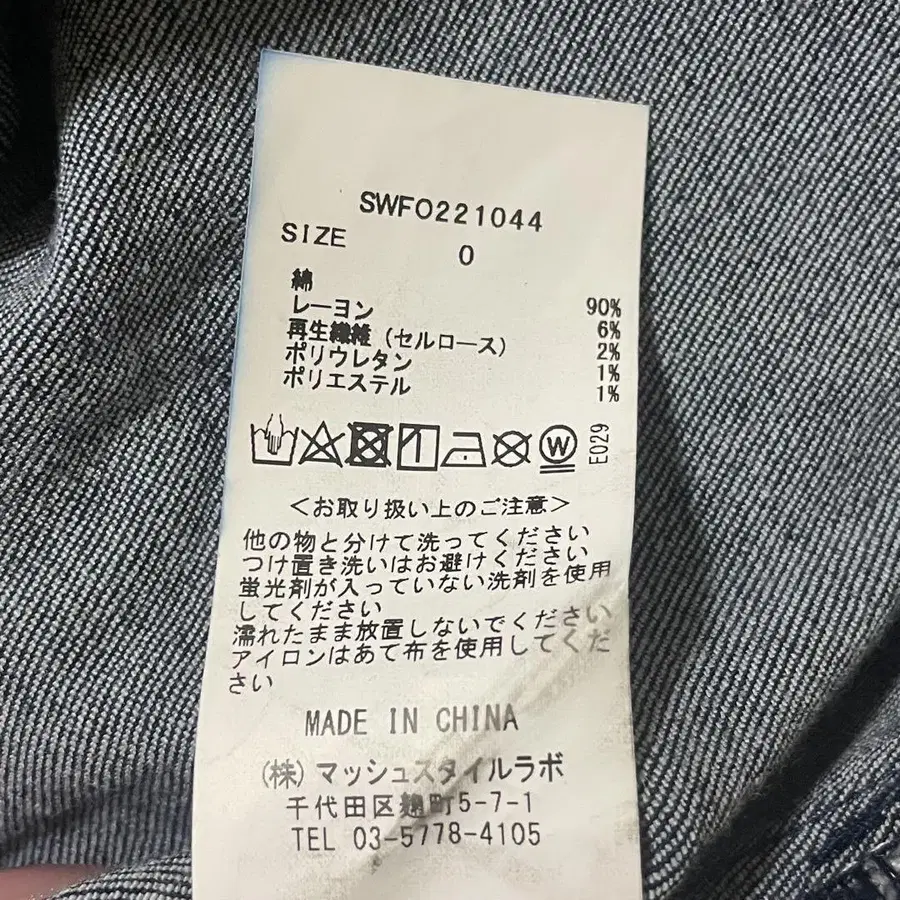 SWFO221044
SIZE 0
綿 90%
レーヨン 6%
再生繊維 (セルロース) 2%
ポリウレタン 1%
ポリエステル 1%
W
E029
＜お取り扱い上のご注意＞
他の物と分けて洗ってください
つけ置き洗いはお避けください
蛍光剤が入っていない洗剤を使用
してください
濡れたまま放置しないでください
アイロンはあて布を使用してくだ
さい
MADE IN CHINA
(株)マッシュスタイルラボ
千代田区麹町5-7-1
TEL 03-5778-4105